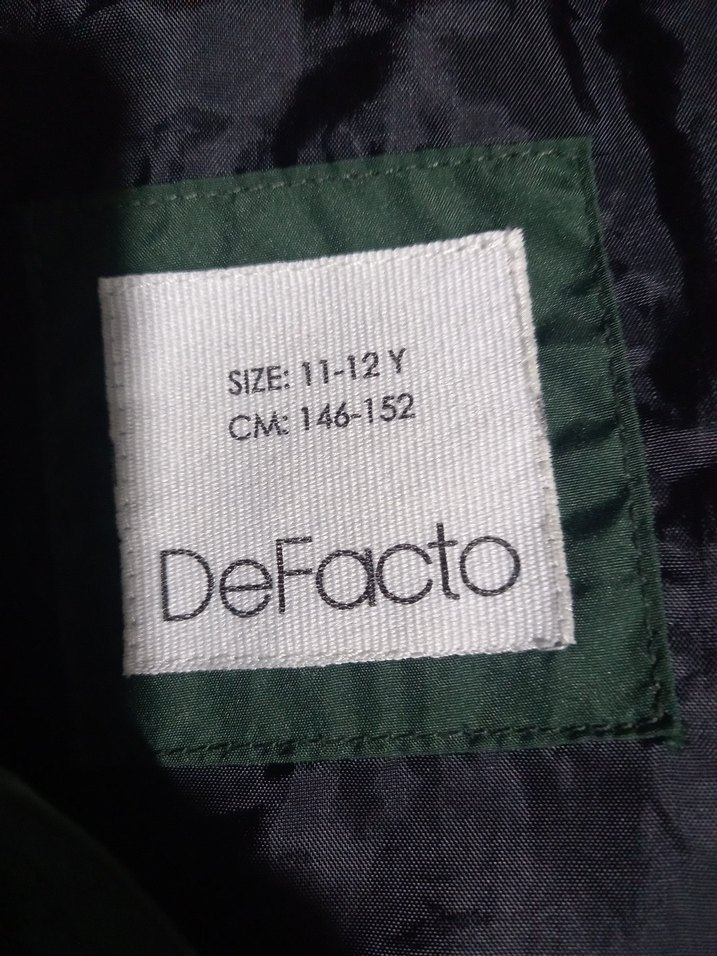 SIZE: 11-12 Y
CM: 146-152
DeFacto